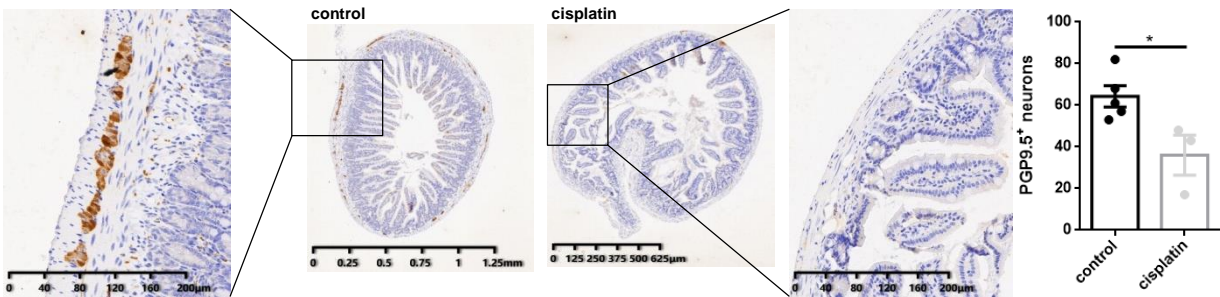 control
cisplatin
0 40 80 120 160 200µm
0 0.25 0.5 0.75 1 1.25mm
0 125 250 375 500 625µm
0 40 80 120 160 200µm
PGP9.5+ neurons
100
80
60
40
20
0
*
control
cisplatin